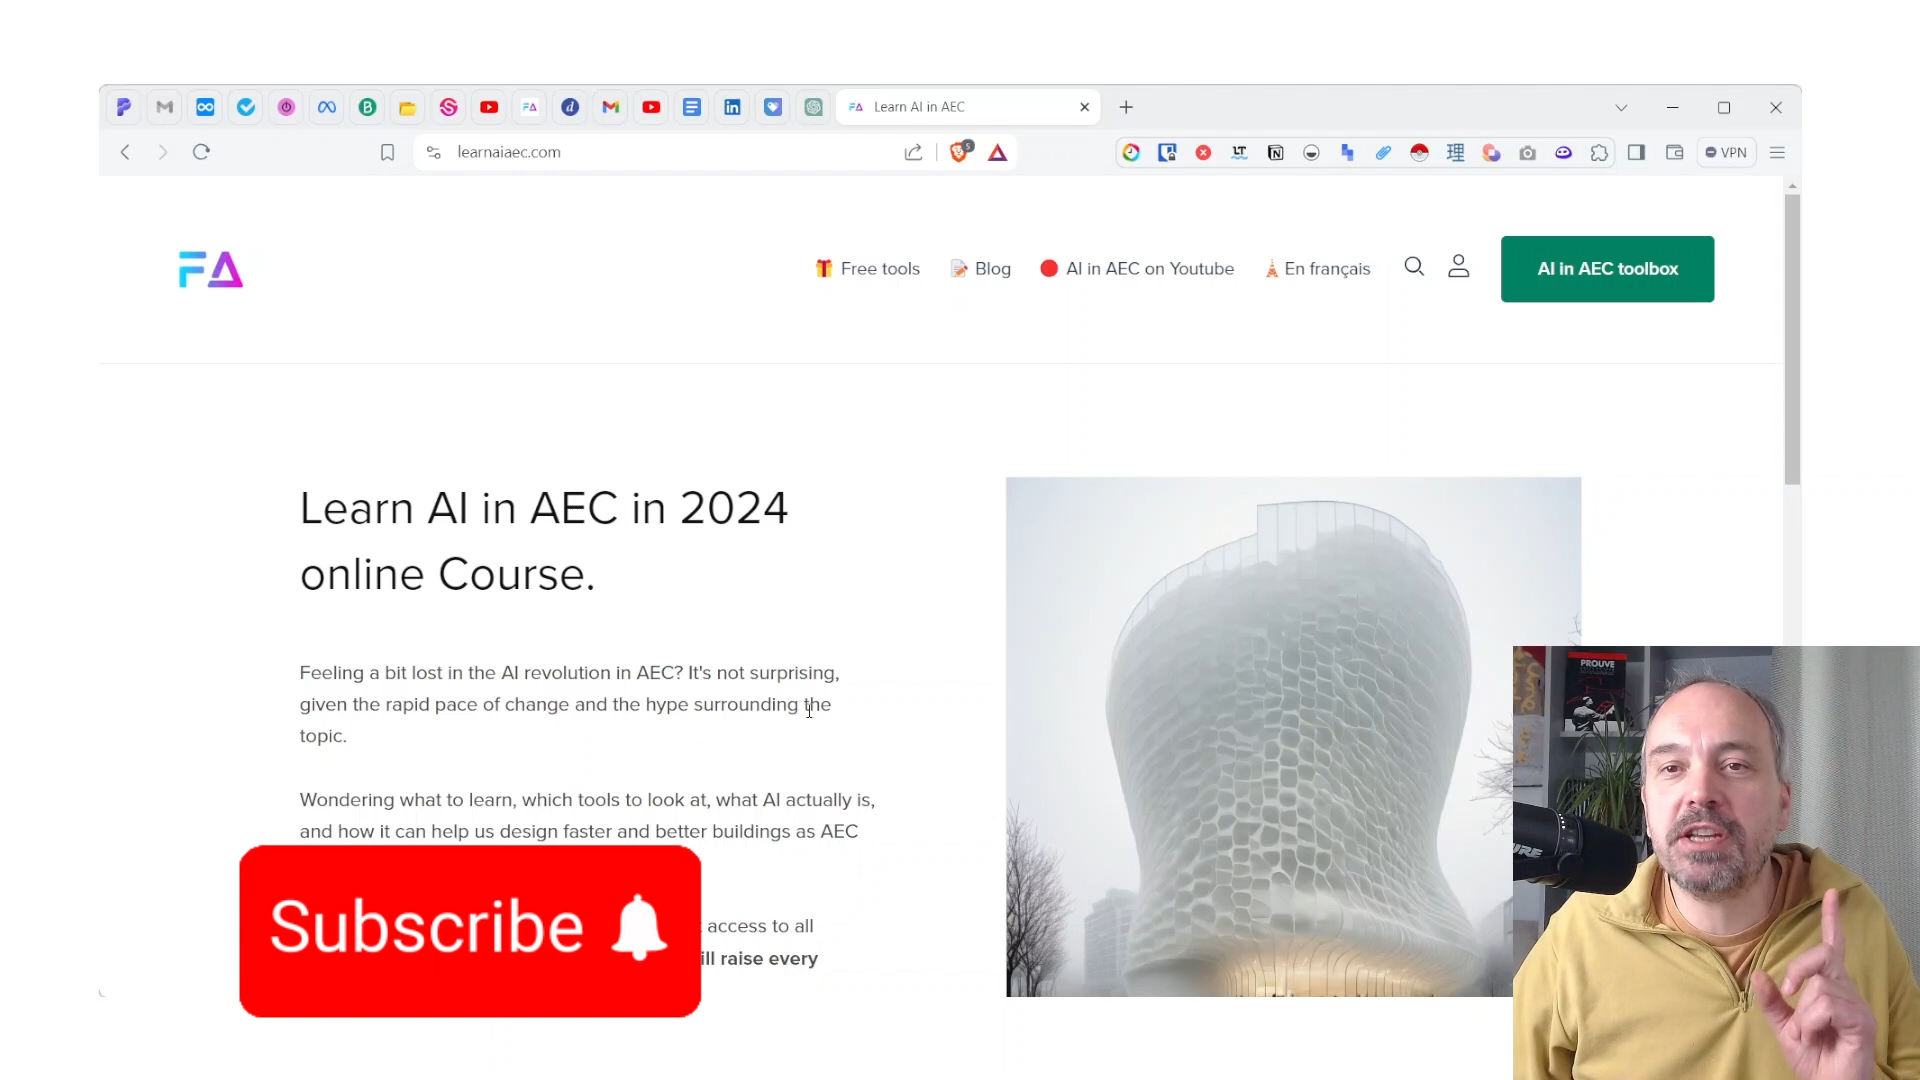 Learn AI in AEC
learnaiaec.com
5
LT
N
理
VPN
FA
Free tools
Blog
AI in AEC on Youtube
En français
AI in AEC toolbox
Learn AI in AEC in 2024
online Course.
Feeling a bit lost in the AI revolution in AEC? It's not surprising,
given the rapid pace of change and the hype surrounding the
topic.
Wondering what to learn, which tools to look at, what AI actually is,
and how it can help us design faster and better buildings as AEC
access to all
ill raise every
Subscribe
PROUVE